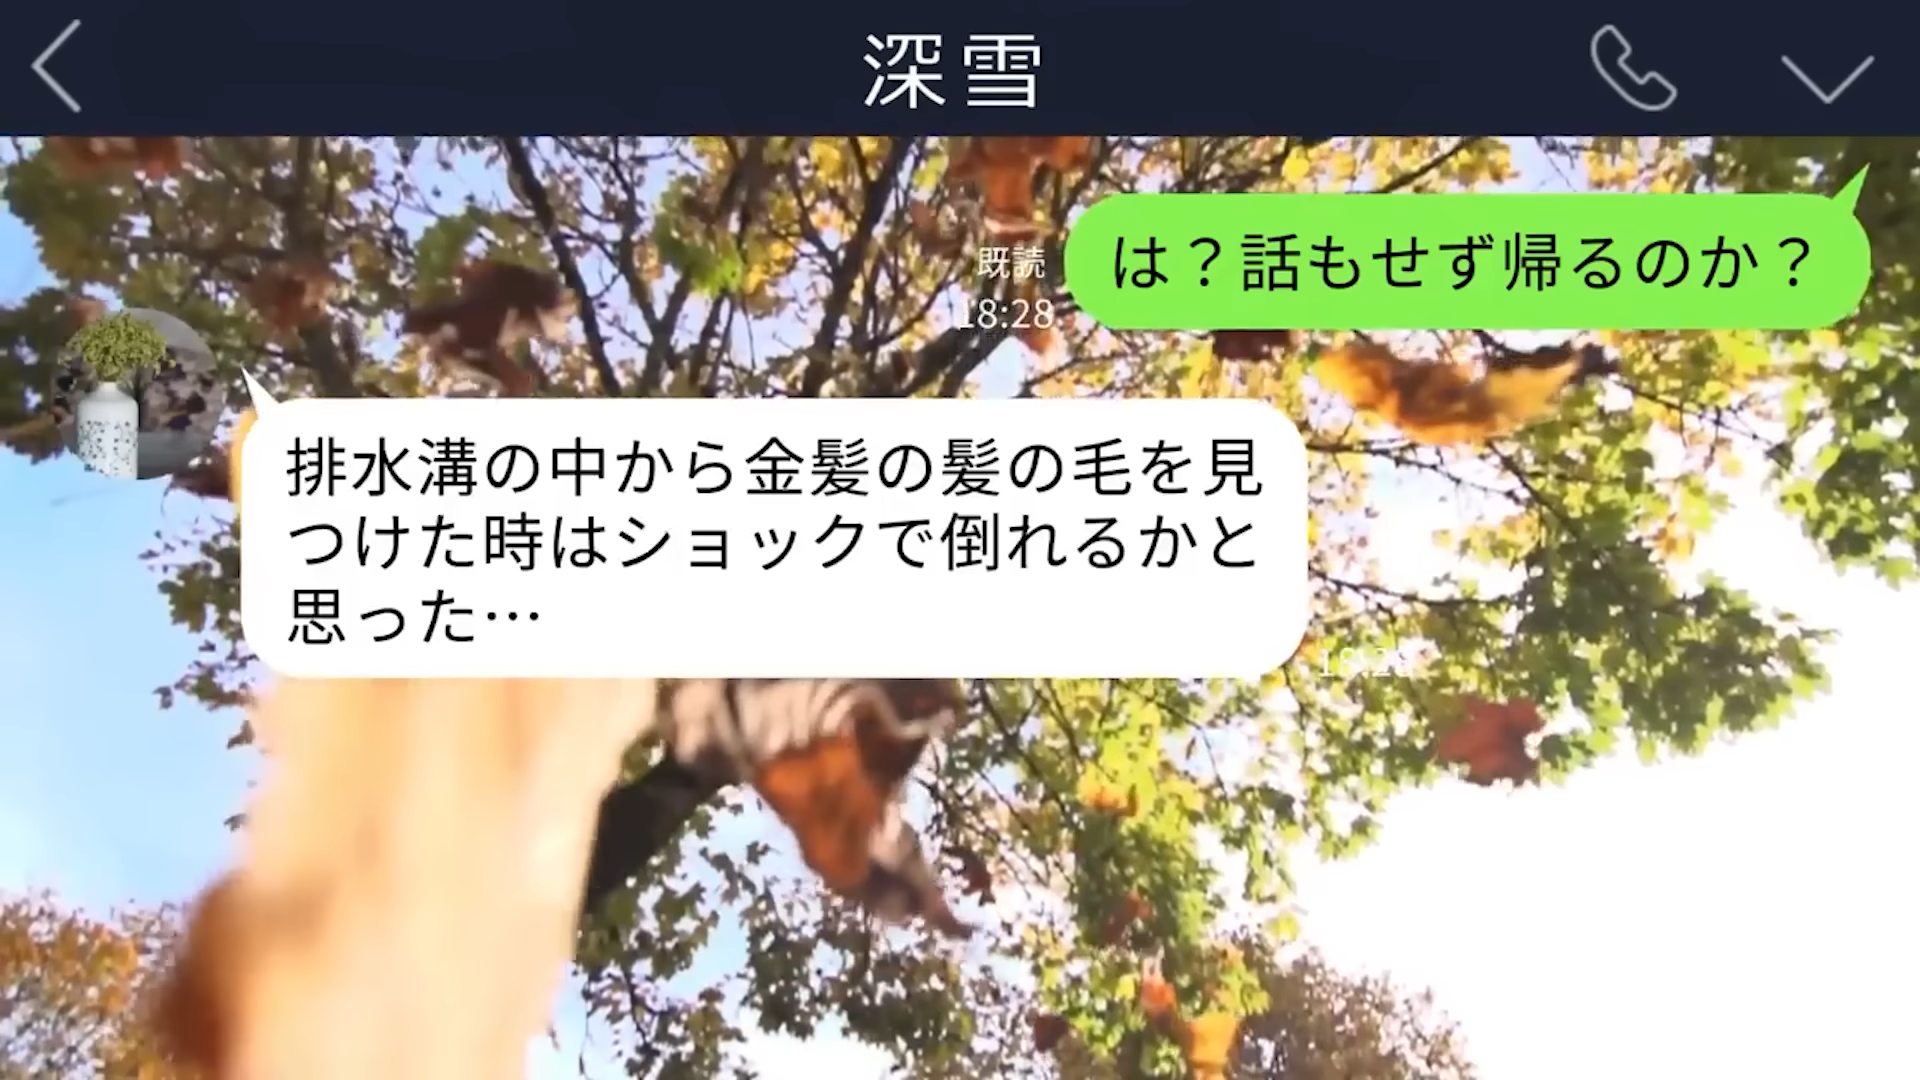 深雪
は？話もせず帰るのか？
既読
18:28
排水溝の中から金髪の髪の毛を見
つけた時はショックで倒れるかと
思った…